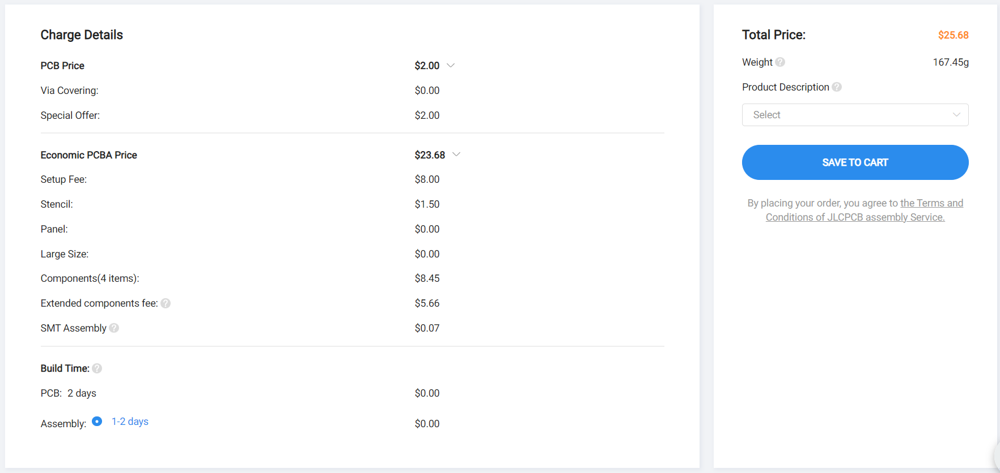 Charge Details
PCB Price $2.00
Via Covering: $0.00
Special Offer: $2.00
Economic PCBA Price $23.68
Setup Fee: $8.00
Stencil: $1.50
Panel: $0.00
Large Size: $0.00
Components(4 items): $8.45
Extended components fee: ? $5.66
SMT Assembly ? $0.07
Build Time: ?
PCB: 2 days $0.00
Assembly: 1-2 days $0.00
Total Price: $25.68
Weight ? 167.45g
Product Description ?
Select
SAVE TO CART
By placing your order, you agree to the Terms and
Conditions of JLCPCB assembly Service.